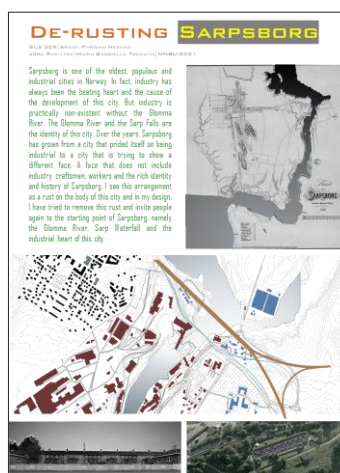 DE-RUSTING SARPSBORG
Sarpsborg is one of the oldest, populous and
industrial cities in Norway. In fact, industry has
always been the beating heart and the cause of
the development of this city. But industry is
practically non-existent without the Glomma
River. The Glomma River and the Sarp Falls are
the identity of this city. Over the years, Sarpsborg
has grown from a city that prided itself on being
industrial to a city that is trying to show a
different face. A face that does not include
industry, craftsmen, workers and the rich identity
and history of Sarpsborg. I see this arrangement
as a rust on the body of this city and in my design,
I have tried to remove this rust and invite people
again to the starting point of Sarpsborg, namely
the Glomma River, Sarp Waterfall and the
industrial heart of this city.
SARPSBORG